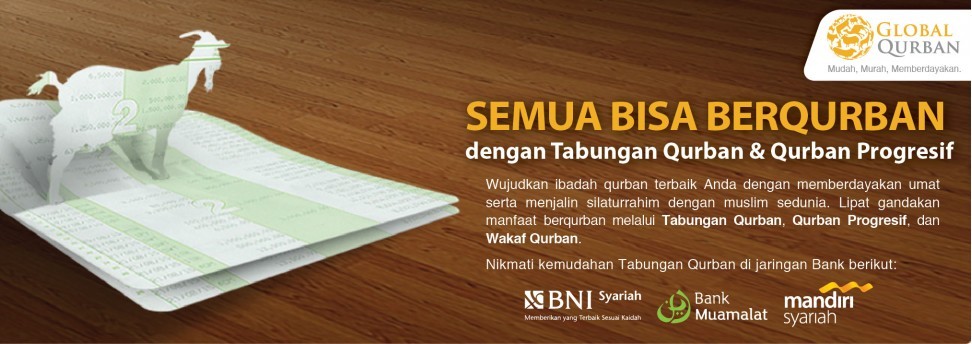 GLOBAL
QURBAN
Mudah, Murah, Memberdayakan.
SEMUA BISA BERQURBAN
dengan Tabungan Qurban & Qurban Progresif
Wujudkan ibadah qurban terbaik Anda dengan memberdayakan umat
serta menjalin silaturrahim dengan muslim sedunia. Lipat gandakan
manfaat berqurban melalui Tabungan Qurban, Qurban Progresif, dan
Wakaf Qurban.
Nikmati kemudahan Tabungan Qurban di jaringan Bank berikut:
BNI Syariah
Memberikan yang Terbaik Sesuai Kaidah
Bank
Muamalat
mandiri
syariah
2